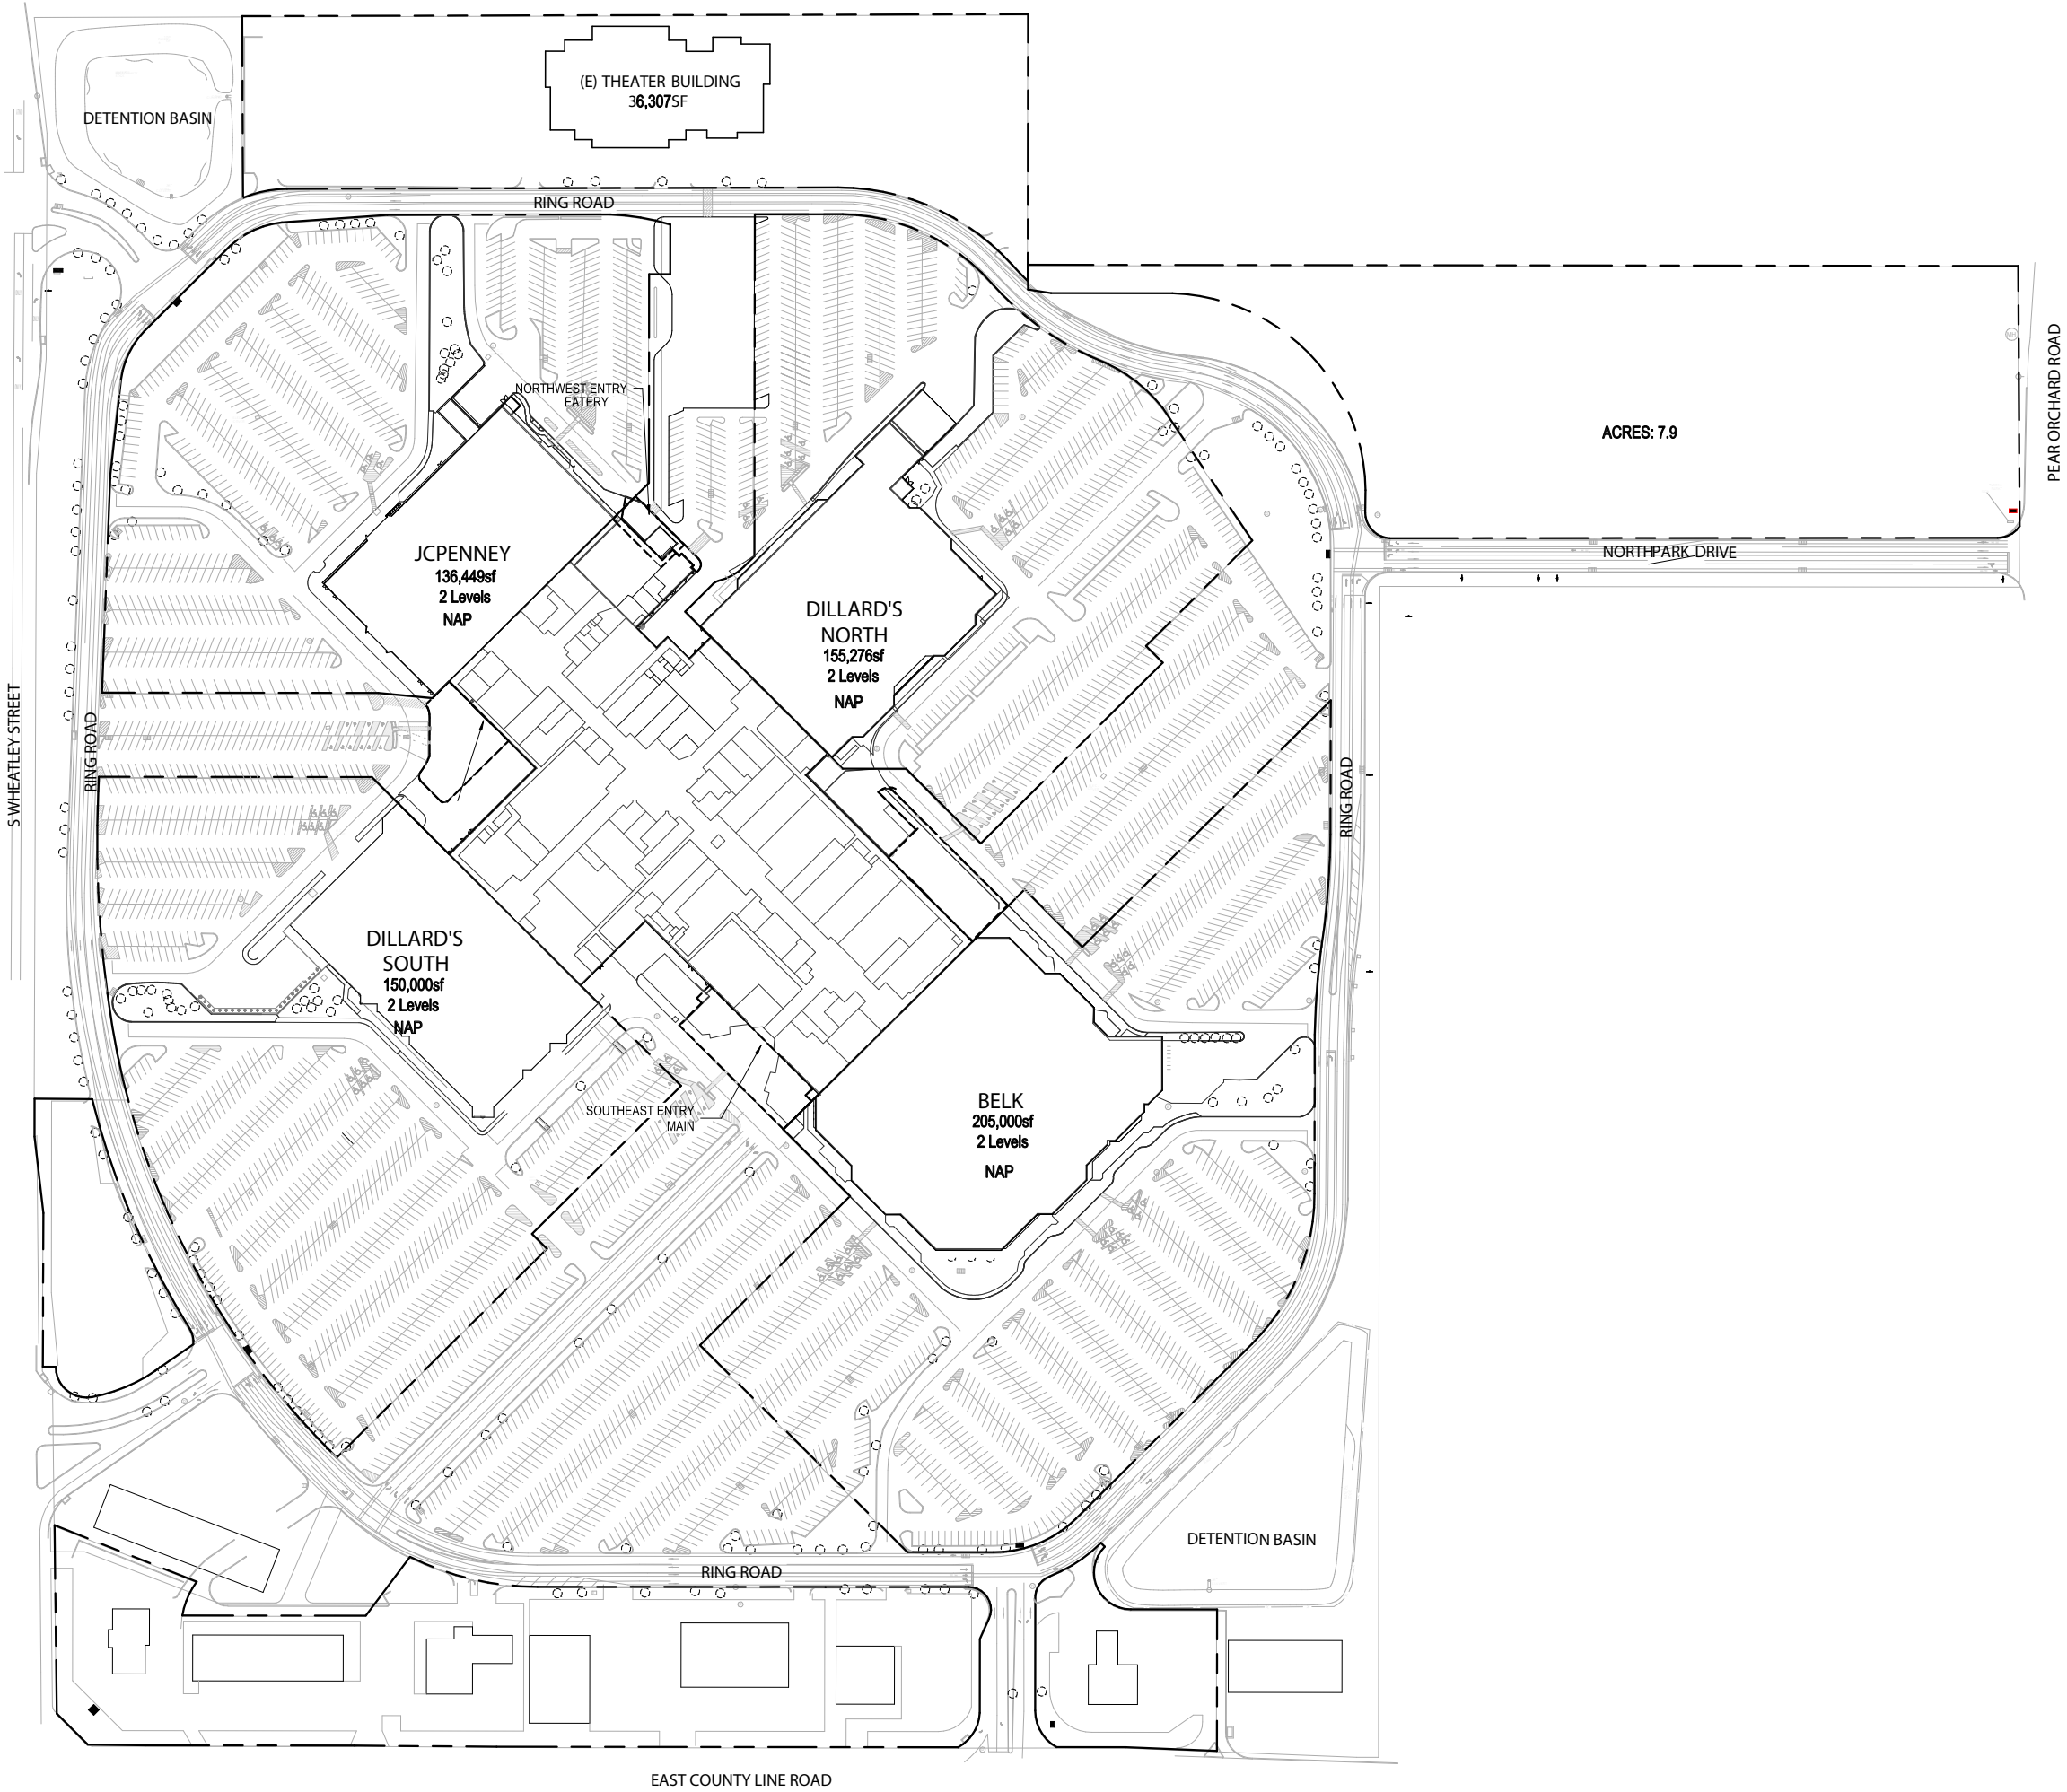 (E) THEATER BUILDING
36,307SF
DETENTION BASIN
RING ROAD
NORTHWEST ENTRY
EATERY
ACRES: 7.9
PEAR ORCHARD ROAD
NORTHPARK DRIVE
JCPENNEY
136,449sf
2 Levels
NAP
DILLARD'S
NORTH
155,276sf
2 Levels
NAP
S WHEATLEY STREET
RING ROAD
RING ROAD
DILLARD'S
SOUTH
150,000sf
2 Levels
NAP
SOUTHEAST ENTRY
MAIN
BELK
205,000sf
2 Levels
NAP
DETENTION BASIN
RING ROAD
EAST COUNTY LINE ROAD